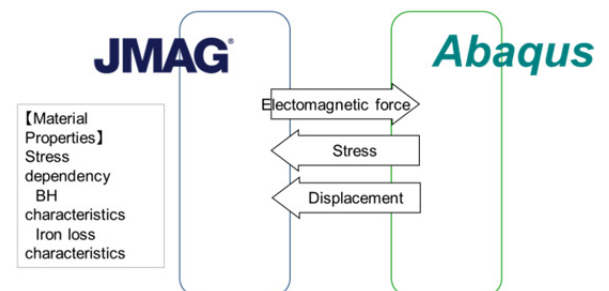 JMAG®
Abaqus
Electomagnetic force
Stress
Displacement
【Material
Properties】
Stress
dependency
BH
characteristics
Iron loss
characteristics